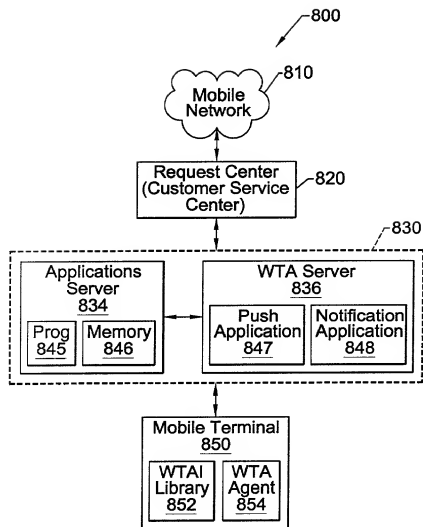 800
810
Mobile
Network
Request Center
(Customer Service
Center)
820
830
Applications
Server
834
Prog
845
Memory
846
WTA Server
836
Push
Application
847
Notification
Application
848
Mobile Terminal
850
WTAI
Library
852
WTA
Agent
854